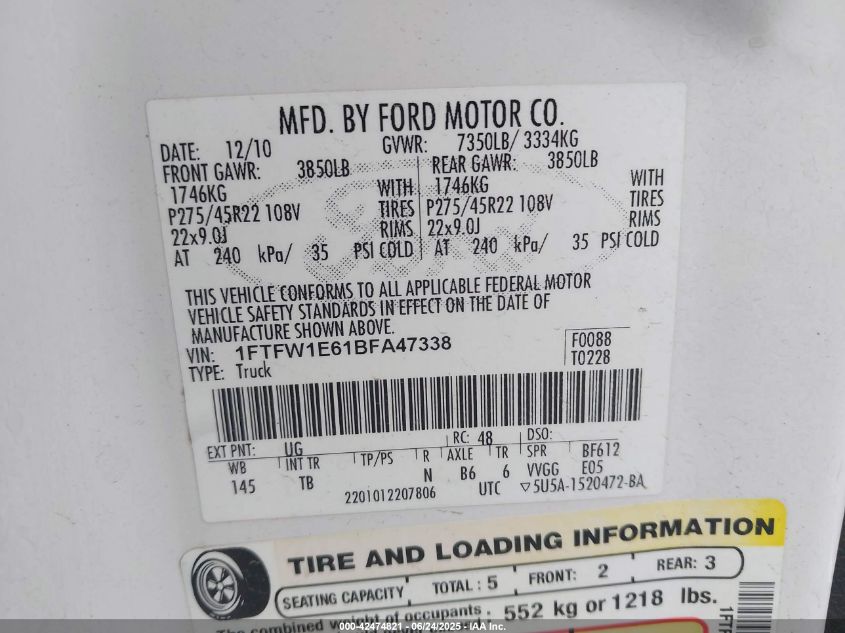 MFD. BY FORD MOTOR CO.
DATE: 12/10 GVWR: 7350LB/ 3334KG
FRONT GAWR: 3850LB REAR GAWR: 3850LB
1746KG WITH 1746KG WITH
P275/45R22 108V TIRES P275/45R22 108V TIRES
22x9.0J RIMS 22x9.0J RIMS
AT 240 kPa/ 35 PSI COLD AT 240 kPa/ 35 PSI COLD
THIS VEHICLE CONFORMS TO ALL APPLICABLE FEDERAL MOTOR
VEHICLE SAFETY STANDARDS IN EFFECT ON THE DATE OF
MANUFACTURE SHOWN ABOVE.
VIN: 1FTFW1E61BFA47338 F0088
TYPE: Truck T0228
EXT PNT: UG RC: 48 DSO:
WB INT TR TP/PS R AXLE TR SPR BF612
145 TB N B6 6 VVGG E05
2201012207806 UTC ▽5U5A-1520472-BA
TIRE AND LOADING INFORMATION
SEATING CAPACITY TOTAL: 5 FRONT: 2 REAR: 3
The combined weight of occupants 552 kg or 1218 lbs.
1FTF
000-42474821 - 06/24/2025 - IAA Inc.